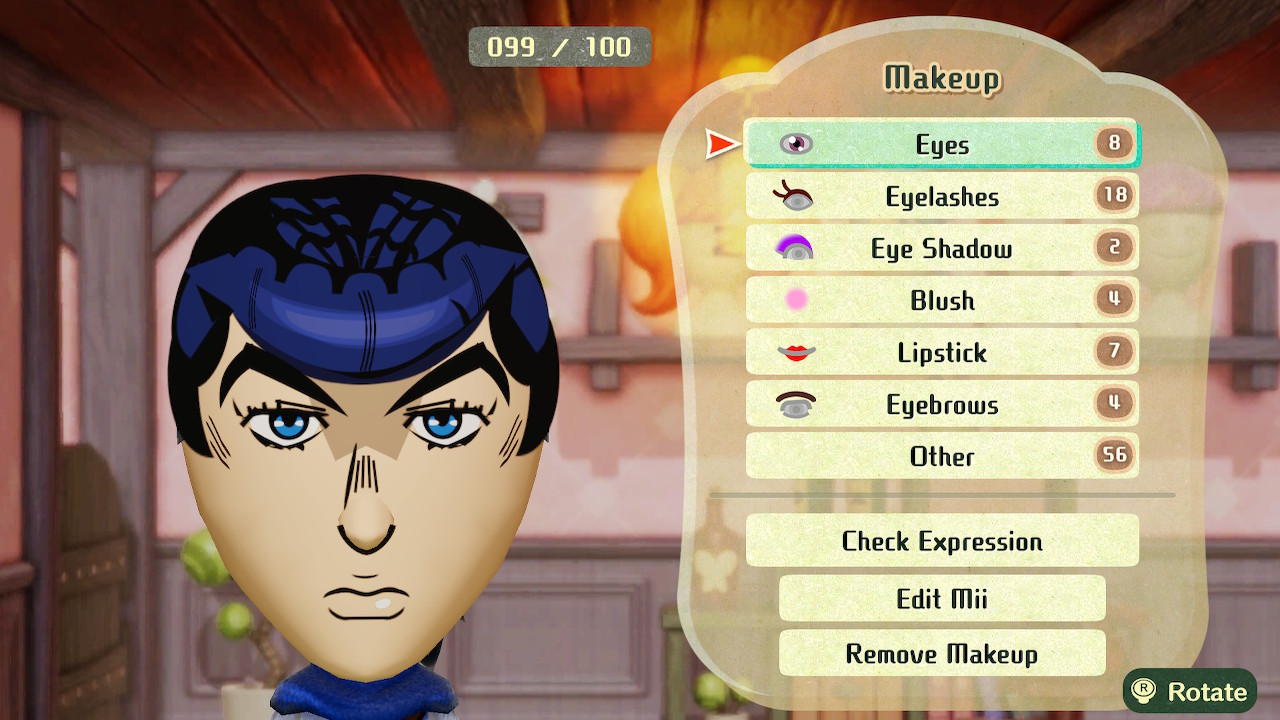 099 / 100
Makeup
Eyes 8
Eyelashes 18
Eye Shadow 2
Blush 4
Lipstick 7
Eyebrows 4
Other 56
Check Expression
Edit Mii
Remove Makeup
R Rotate